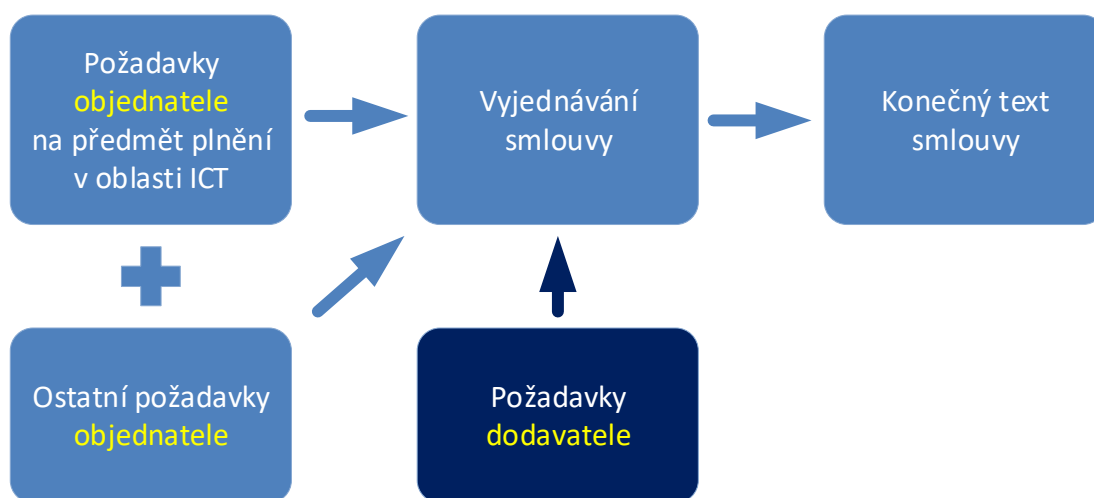 Požadavky
objednatele
na předmět plnění
v oblasti ICT
Vyjednávání
smlouvy
Konečný text
smlouvy
Ostatní požadavky
objednatele
Požadavky
dodavatele